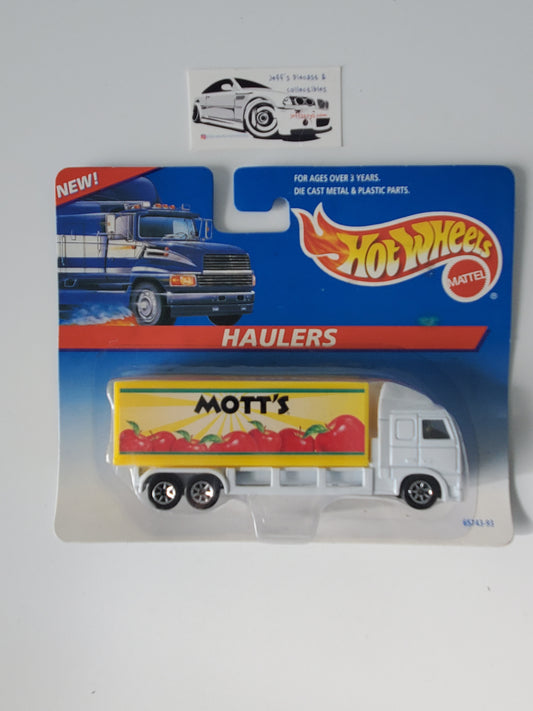 Jeff's Diecast &
collectibles
NEW!
FOR AGES OVER 3 YEARS.
DIE CAST METAL & PLASTIC PARTS.
HOT WHEELS
MATTEL
®
HAULERS
MOTT'S
65743-93